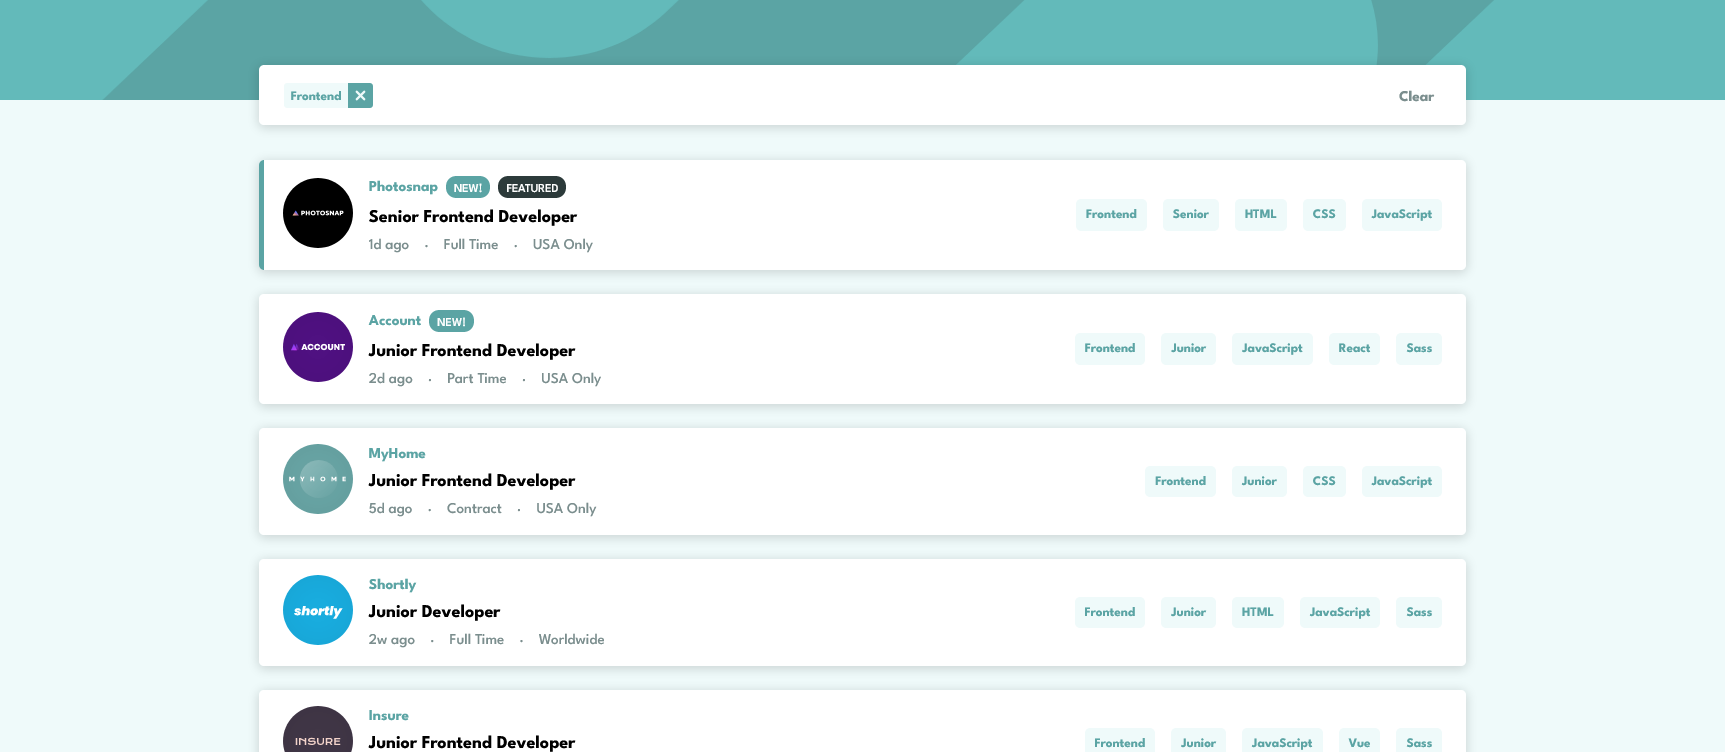 Frontend
Clear
PHOTOSNAP
Photosnap NEW! FEATURED
Senior Frontend Developer
1d ago · Full Time · USA Only
Frontend Senior HTML CSS JavaScript
ACCOUNT
Account NEW!
Junior Frontend Developer
2d ago · Part Time · USA Only
Frontend Junior JavaScript React Sass
MYHOME
MyHome
Junior Frontend Developer
5d ago · Contract · USA Only
Frontend Junior CSS JavaScript
shortly
Shortly
Junior Developer
2w ago · Full Time · Worldwide
Frontend Junior HTML JavaScript Sass
INSURE
Insure
Junior Frontend Developer
Frontend Junior JavaScript Vue Sass